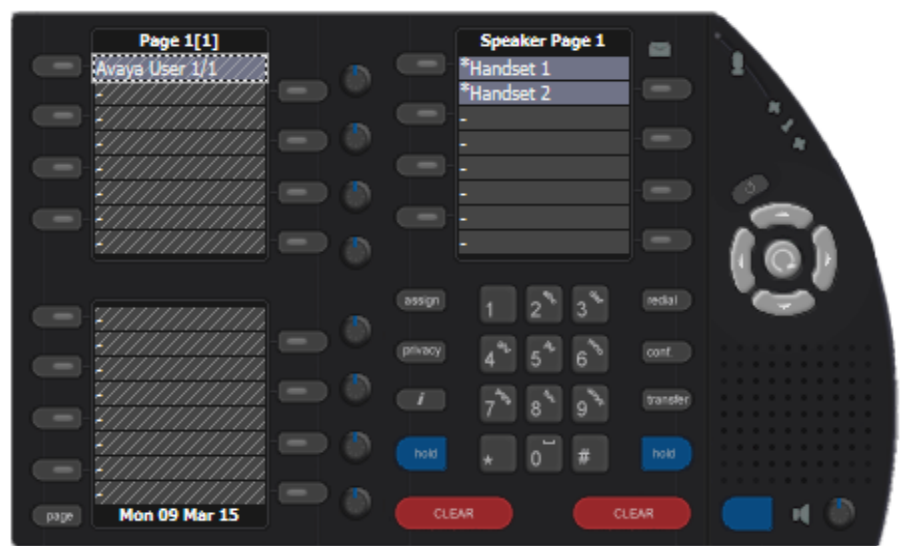 Page 1[1]
Avaya User 1/1
-
-
-
-
-
-
-
Speaker Page 1
*Handset 1
*Handset 2
-
-
-
-
-
-
-
-
-
-
-
-
-
-
Mon 09 Mar 15
page
assign
1 2 3
redial
privacy
4 5 6
conf.
i
7 8 9
transfer
hold
* 0 #
hold
CLEAR
CLEAR